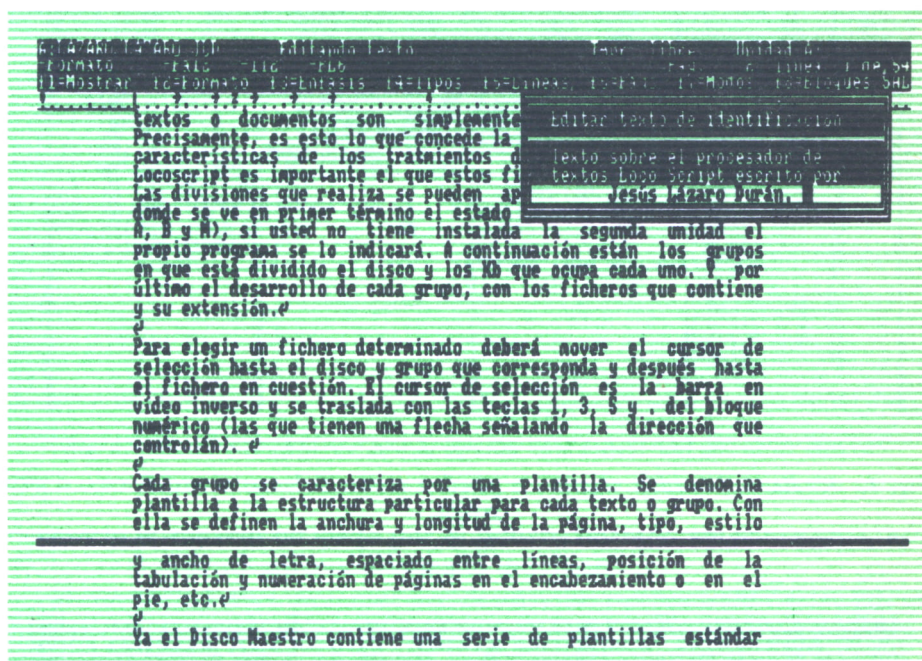 Editando texto
f1=Mostrar f2=Formato f3=Enfasis f4=Tipos f5=Lineas f7=Modos f8=Bloques SAL
Editar texto de identificación
Texto sobre el procesador de
textos Loco Script escrito por
Jesús Lázaro Durán.
textos o documentos son simplemente
Precisamente, es esto lo que concede la
características de los tratamientos d
Locoscript es importante el que estos fi
Las divisiones que realiza se pueden ap
donde se ve en primer término el estado
A, B y M), si usted no tiene instalada la segunda unidad el
propio programa se lo indicará. A continuación están los grupos
en que está dividido el disco y los Kb que ocupa cada uno. Y, por
último el desarrollo de cada grupo, con los ficheros que contiene
y su extensión.
Para elegir un fichero determinado deberá mover el cursor de
selección hasta el disco y grupo que corresponda y después hasta
el fichero en cuestión. El cursor de selección es la barra en
vídeo inverso y se traslada con las teclas 1, 3, 5 y . del bloque
numérico (las que tienen una flecha señalando la dirección que
controlán).
Cada grupo se caracteriza por una plantilla. Se denomina
plantilla a la estructura particular para cada texto o grupo. Con
ella se definen la anchura y longitud de la página, tipo, estilo
y ancho de letra, espaciado entre líneas, posición de la
tabulación y numeración de páginas en el encabezamiento o en el
pie, etc.
Ya el Disco Maestro contiene una serie de plantillas estándar